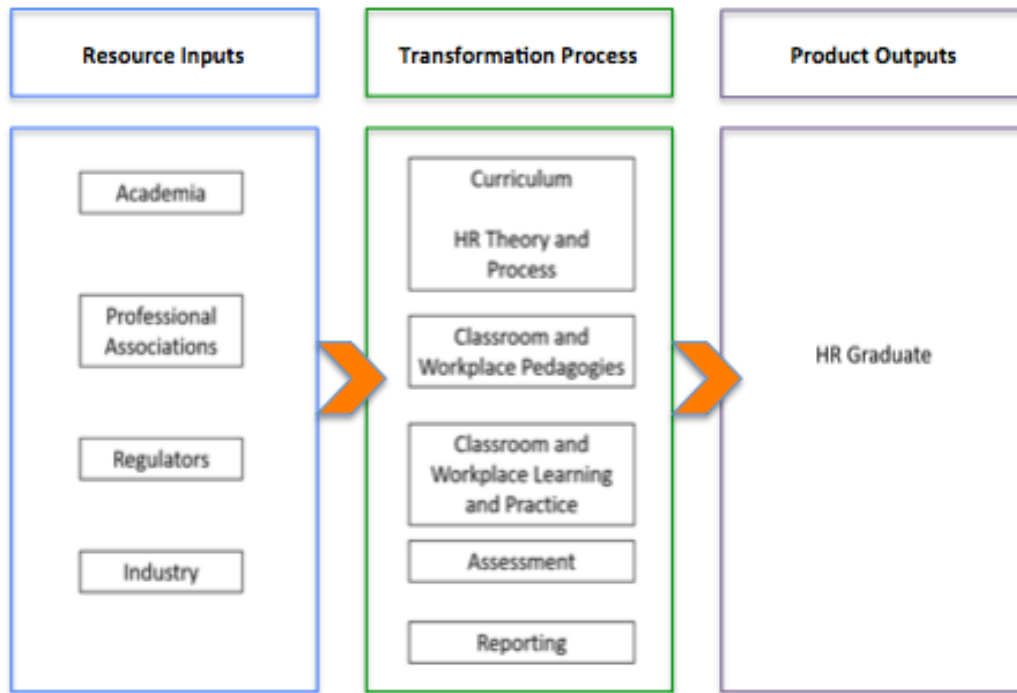 Resource Inputs
Transformation Process
Product Outputs
Academia
Professional
Associations
Regulators
Industry
Curriculum
HR Theory and
Process
Classroom and
Workplace Pedagogies
Classroom and
Workplace Learning
and Practice
Assessment
Reporting
HR Graduate